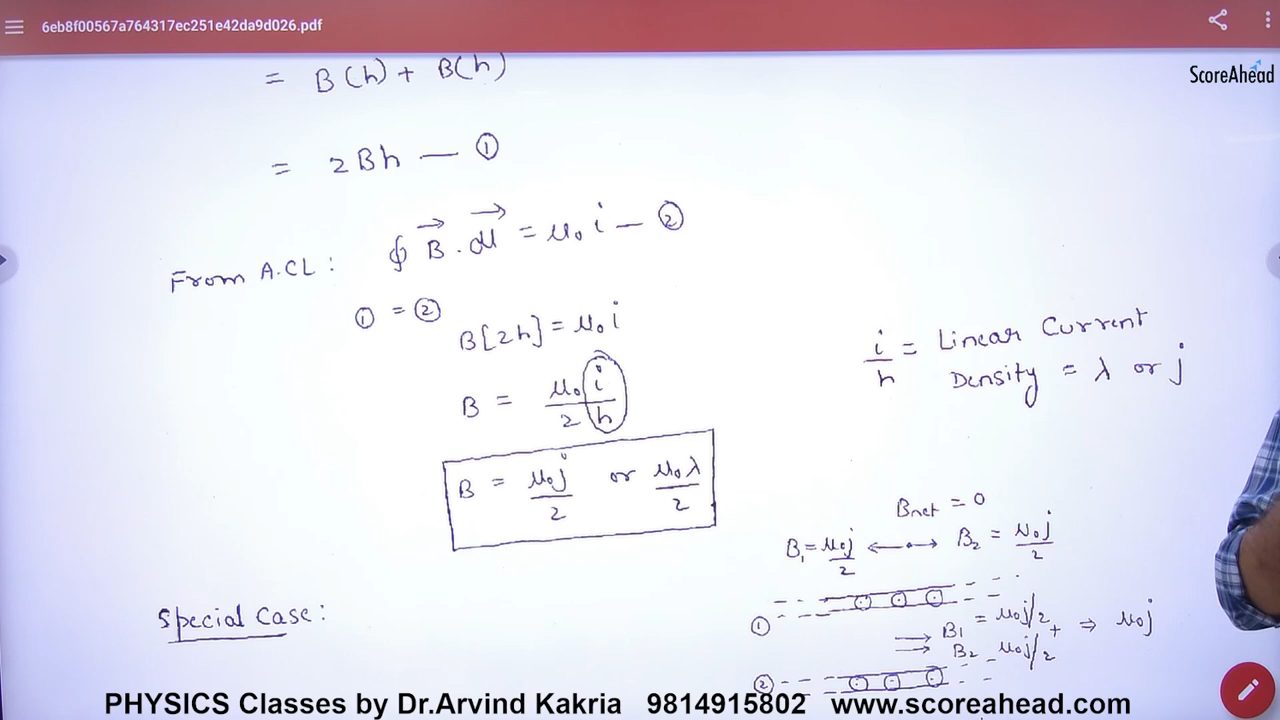 6eb8f00567a764317ec251e42da9d026.pdf
ScoreAhead
= B(h) + B(h)
= 2Bh — ①
From A.CL : ∮ B⃗ . dl⃗ = μ₀ i — ②
① = ②
B[2h] = μ₀ i
B = μ₀ i / 2 h
i/h = Linear Current
Density = λ or j
B = μ₀j/2 or μ₀λ/2
Bnet = 0
B₁ = μ₀j/2 B₂ = μ₀j/2
Special Case :
①
B₁ = μ₀j/2 + ⇒ μ₀j
B₂ μ₀j/2
②
PHYSICS Classes by Dr.Arvind Kakria 9814915802 www.scoreahead.com